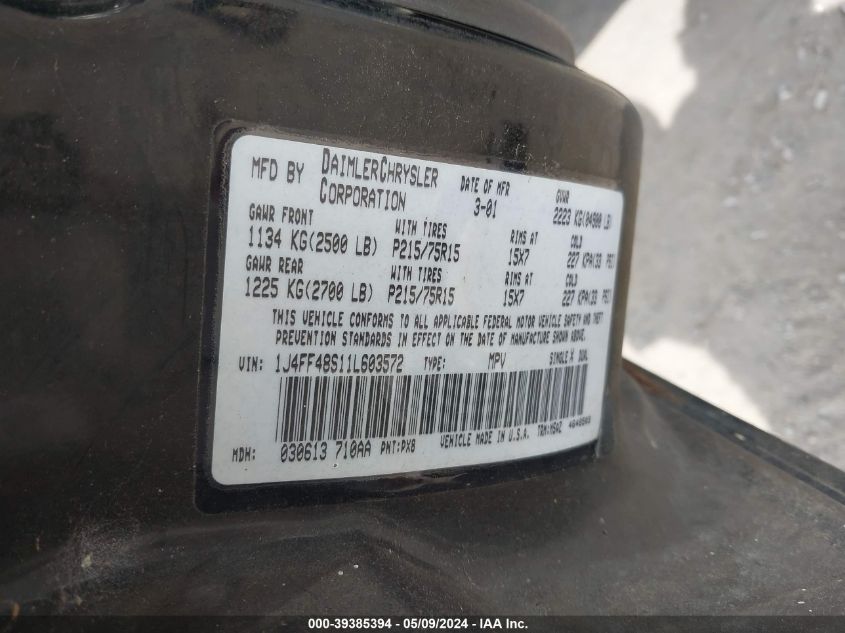 MFD BY DAIMLERCHRYSLER CORPORATION DATE OF MFR 3-01 GVWR 2223 KG(04900 LB)
GAWR FRONT WITH TIRES RIMS AT COLD
1134 KG(2500 LB) P215/75R15 15X7 227 KPA(33 PSI)
GAWR REAR WITH TIRES RIMS AT COLD
1225 KG(2700 LB) P215/75R15 15X7 227 KPA(33 PSI)
THIS VEHICLE CONFORMS TO ALL APPLICABLE FEDERAL MOTOR VEHICLE SAFETY AND THEFT
PREVENTION STANDARDS IN EFFECT ON THE DATE OF MANUFACTURE SHOWN ABOVE.
VIN: 1J4FF48S11L603572 TYPE: MPV SINGLE X DUAL
MDH: 030613 710AA PNT:PX8 VEHICLE MADE IN U.S.A. TRM:
000-39385394 - 05/09/2024 - IAA Inc.